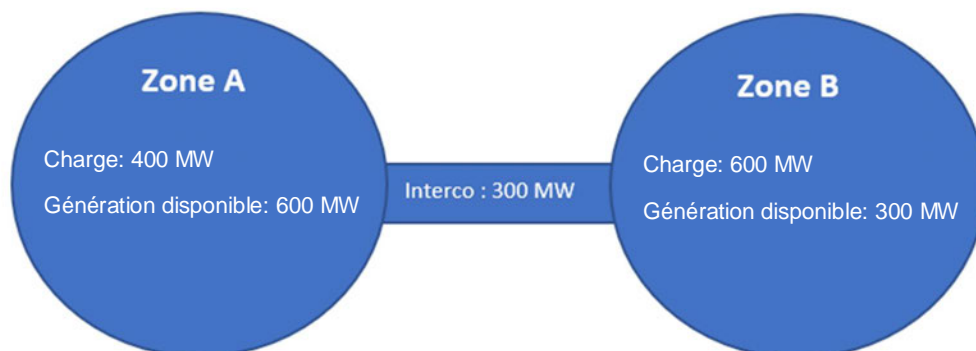 Zone A
Charge: 400 MW
Génération disponible: 600 MW
Interco : 300 MW
Zone B
Charge: 600 MW
Génération disponible: 300 MW